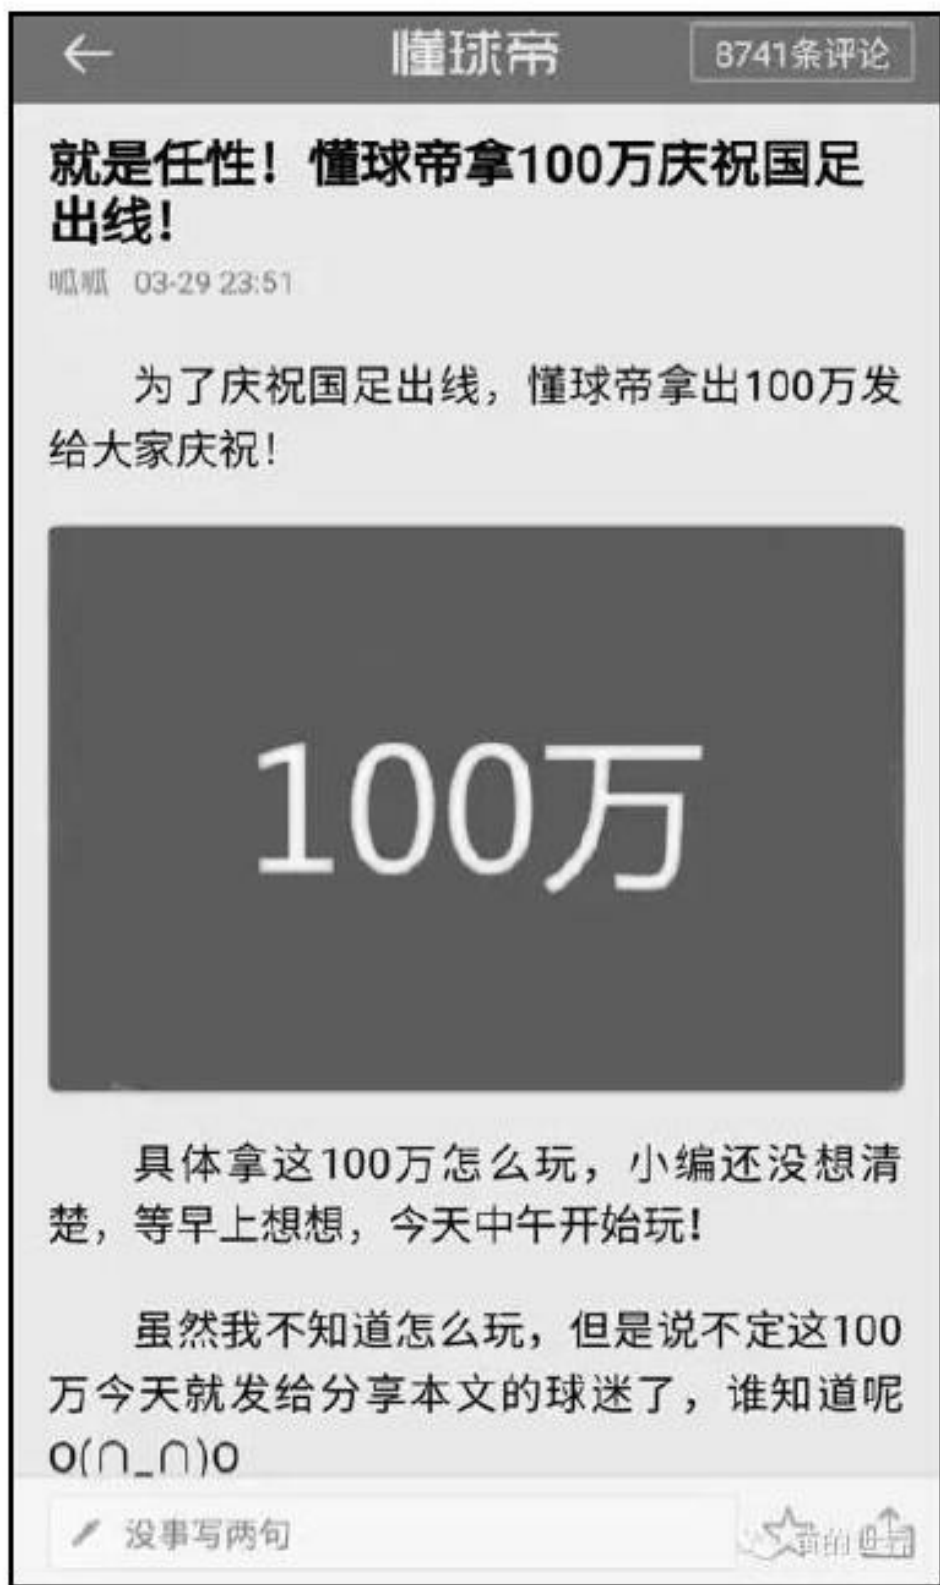 懂球帝
8741条评论
就是任性！懂球帝拿100万庆祝国足
出线！
呱呱 03-29 23:51
为了庆祝国足出线，懂球帝拿出100万发
给大家庆祝！
100万
具体拿这100万怎么玩，小编还没想清
楚，等早上想想，今天中午开始玩！
虽然我不知道怎么玩，但是说不定这100
万今天就发给分享本文的球迷了，谁知道呢
O(∩_∩)O
没事写两句